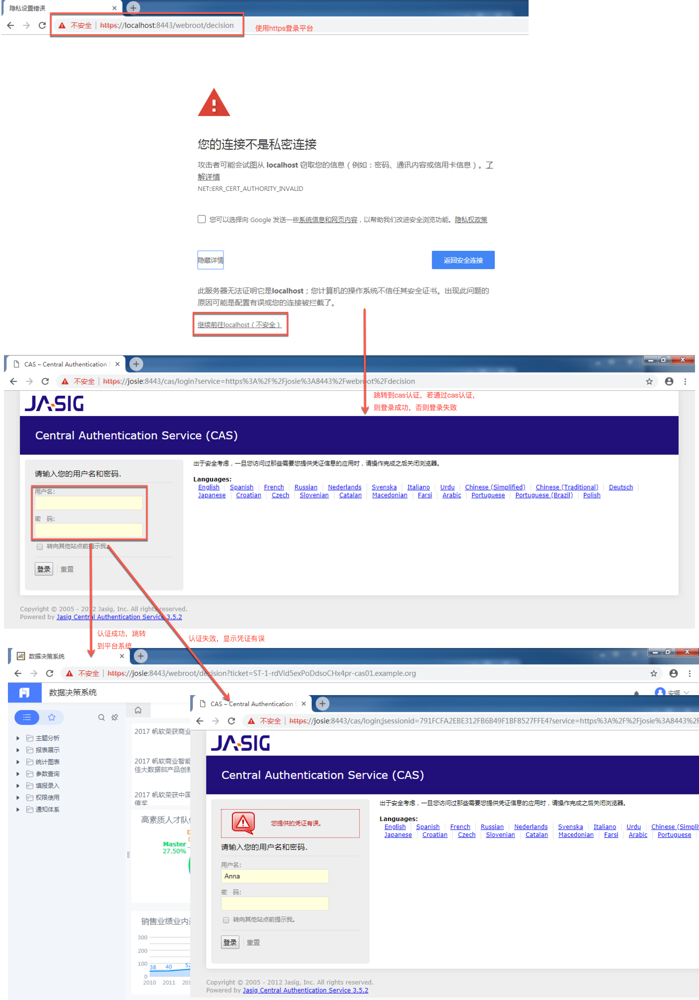 隐私设置错误
不安全 | https://localhost:8443/webroot/decision
使用https登录平台
您的连接不是私密连接
攻击者可能会试图从 localhost 窃取您的信息（例如：密码、通讯内容或信用卡信息）。了
解详情
NET::ERR_CERT_AUTHORITY_INVALID
您可以选择向 Google 发送一些系统信息和网页内容，以帮助我们改进安全浏览功能。隐私权政策
隐藏详情
返回安全连接
此服务器无法证明它是localhost；您计算机的操作系统不信任其安全证书。出现此问题的
原因可能是配置有误或您的连接被拦截了。
继续前往localhost（不安全）
CAS – Central Authentication S
不安全 | https://josie:8443/cas/login?service=https%3A%2F%2Fjosie%3A8443%2Fwebroot%2Fdecision
跳转到cas认证，若通过cas认证，
则登录成功，否则登录失败
JASIG
Central Authentication Service (CAS)
请输入您的用户名和密码.
用户名:
密 码:
转向其他站点前提示我。
登录 重置
出于安全考虑，一旦您访问过那些需要您提供凭证信息的应用时，请操作完成之后关闭浏览器。
Languages:
English Spanish French Russian Nederlands Svenska Italiano Urdu Chinese (Simplified) Chinese (Traditional) Deutsch
Japanese Croatian Czech Slovenian Catalan Macedonian Farsi Arabic Portuguese Portuguese (Brazil) Polish
Copyright © 2005 - 2012 Jasig, Inc. All rights reserved.
Powered by Jasig Central Authentication Service 3.5.2
认证成功，跳转
到平台系统
认证失败，显示凭证有误
数据决策系统
不安全 | https://josie:8443/webroot/decision?ticket=ST-1-rdVid5exPoDdsoCHx4pr-cas01.example.org
数据决策系统
安娜
主题分析
报表展示
统计图表
参数查询
填报录入
权限使用
通知体系
2017 帆软荣获商业
2017 帆软商业智能
佳大数据BI产品创新
2017 帆软荣获中国
值奖
高素质人才队
Master
27.50%
销售业绩业内
300
200
100
0
38 40 52
2010 2011 201
CAS – Central Authentication S
不安全 | https://josie:8443/cas/login;jsessionid=791FCFA2EBE312FB6B49F1BF8527FFE4?service=https%3A%2F%2Fjosie%3A8443%2F
JASIG
Central Authentication Service (CAS)
您提供的凭证有误。
请输入您的用户名和密码.
用户名:
Anna
密 码:
转向其他站点前提示我。
登录 重置
出于安全考虑，一旦您访问过那些需要您提供凭证信息的应用时，请操作完成之后关闭浏览器。
Languages:
English Spanish French Russian Nederlands Svenska Italiano Urdu Chinese (Simplifi
Japanese Croatian Czech Slovenian Catalan Macedonian Farsi Arabic Portuguese
Copyright © 2005 - 2012 Jasig, Inc. All rights reserved.
Powered by Jasig Central Authentication Service 3.5.2